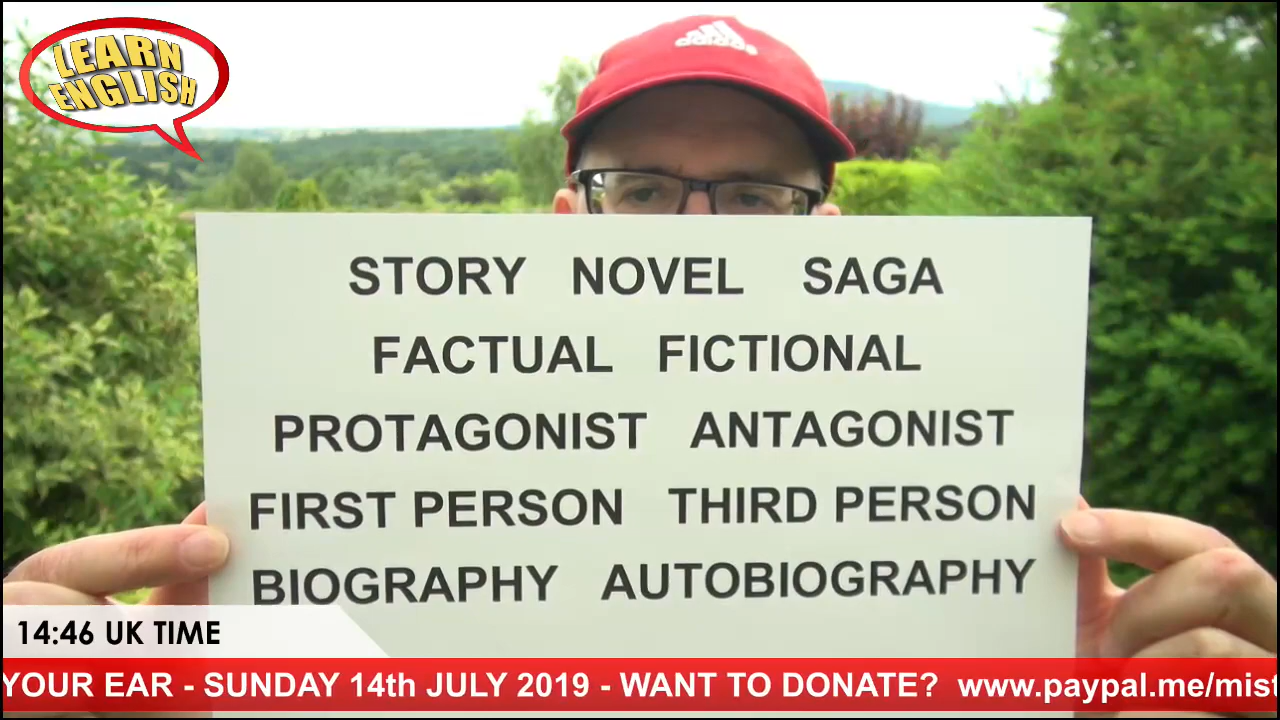 LEARN
ENGLISH
adidas
STORY NOVEL SAGA
FACTUAL FICTIONAL
PROTAGONIST ANTAGONIST
FIRST PERSON THIRD PERSON
BIOGRAPHY AUTOBIOGRAPHY
14:46 UK TIME
YOUR EAR - SUNDAY 14th JULY 2019 - WANT TO DONATE? www.paypal.me/mist